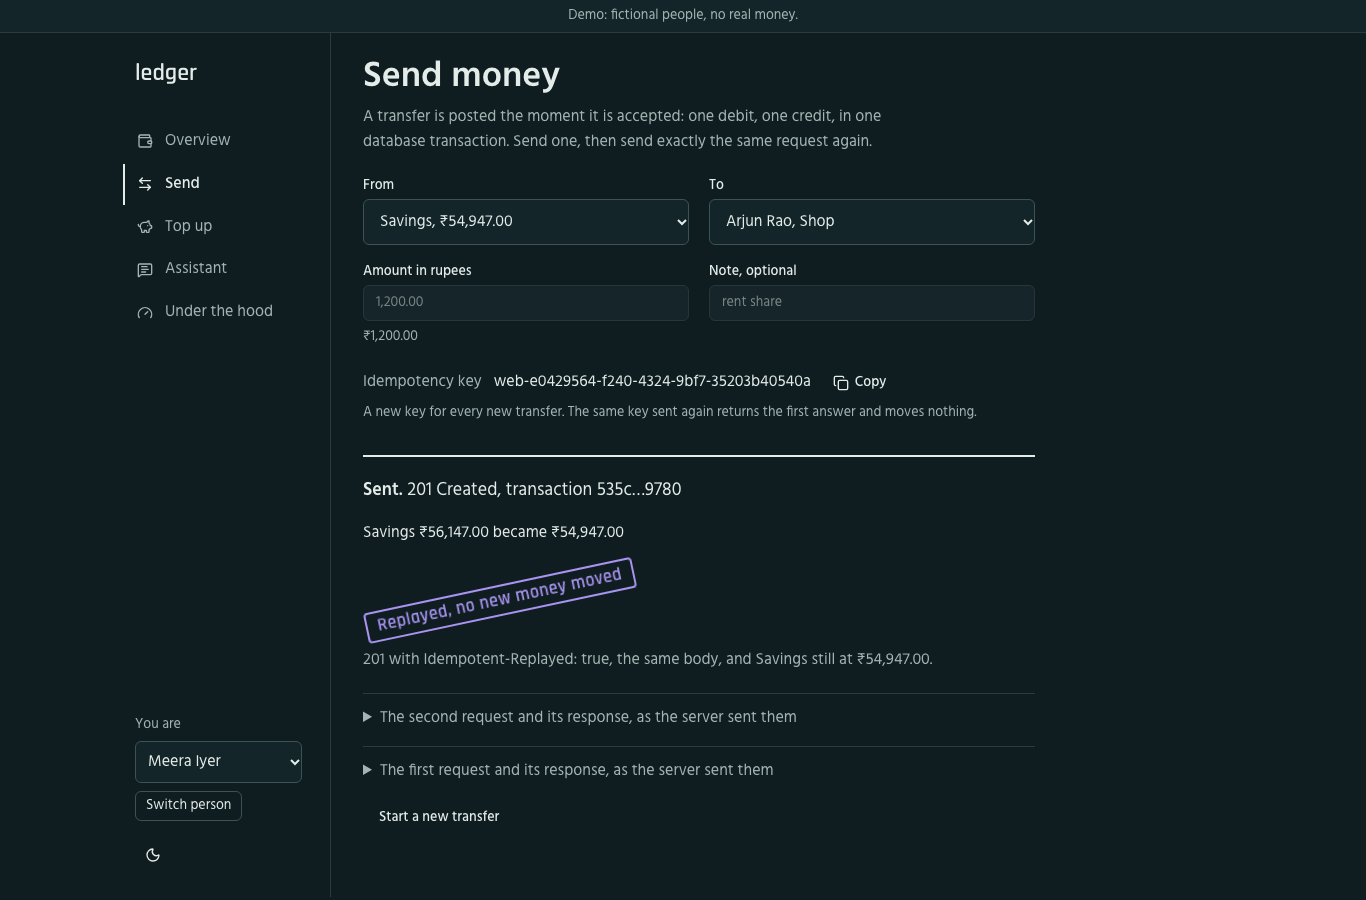 Demo: fictional people, no real money.
ledger
Overview
Send
Top up
Assistant
Under the hood
You are
Meera Iyer
Switch person
Send money
A transfer is posted the moment it is accepted: one debit, one credit, in one
database transaction. Send one, then send exactly the same request again.
From
Savings, ₹54,947.00
To
Arjun Rao, Shop
Amount in rupees
1,200.00
₹1,200.00
Note, optional
rent share
Idempotency key web-e0429564-f240-4324-9bf7-35203b40540a Copy
A new key for every new transfer. The same key sent again returns the first answer and moves nothing.
Sent. 201 Created, transaction 535c…9780
Savings ₹56,147.00 became ₹54,947.00
Replayed, no new money moved
201 with Idempotent-Replayed: true, the same body, and Savings still at ₹54,947.00.
The second request and its response, as the server sent them
The first request and its response, as the server sent them
Start a new transfer